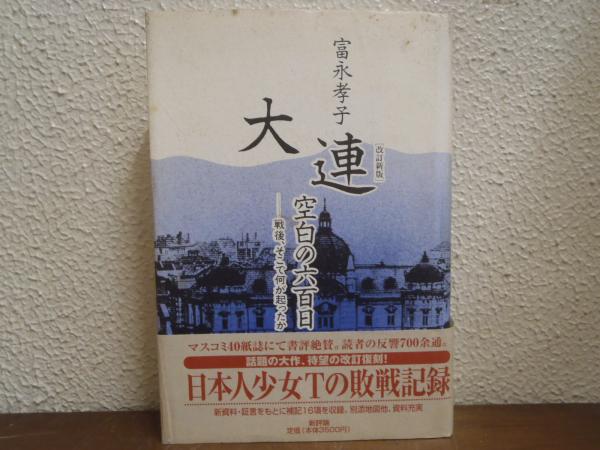 富永孝子
大連
[改訂新版]
空白の六百日
──戦後、そこで何が起ったか
マスコミ40紙誌にて書評絶賛。読者の反響700余通。
話題の大作、待望の改訂復刻!
日本人少女Tの敗戦記録
新資料・証言をもとに補記16項を収録。別添地図他、資料充実
新評論
定価(本体3500円)